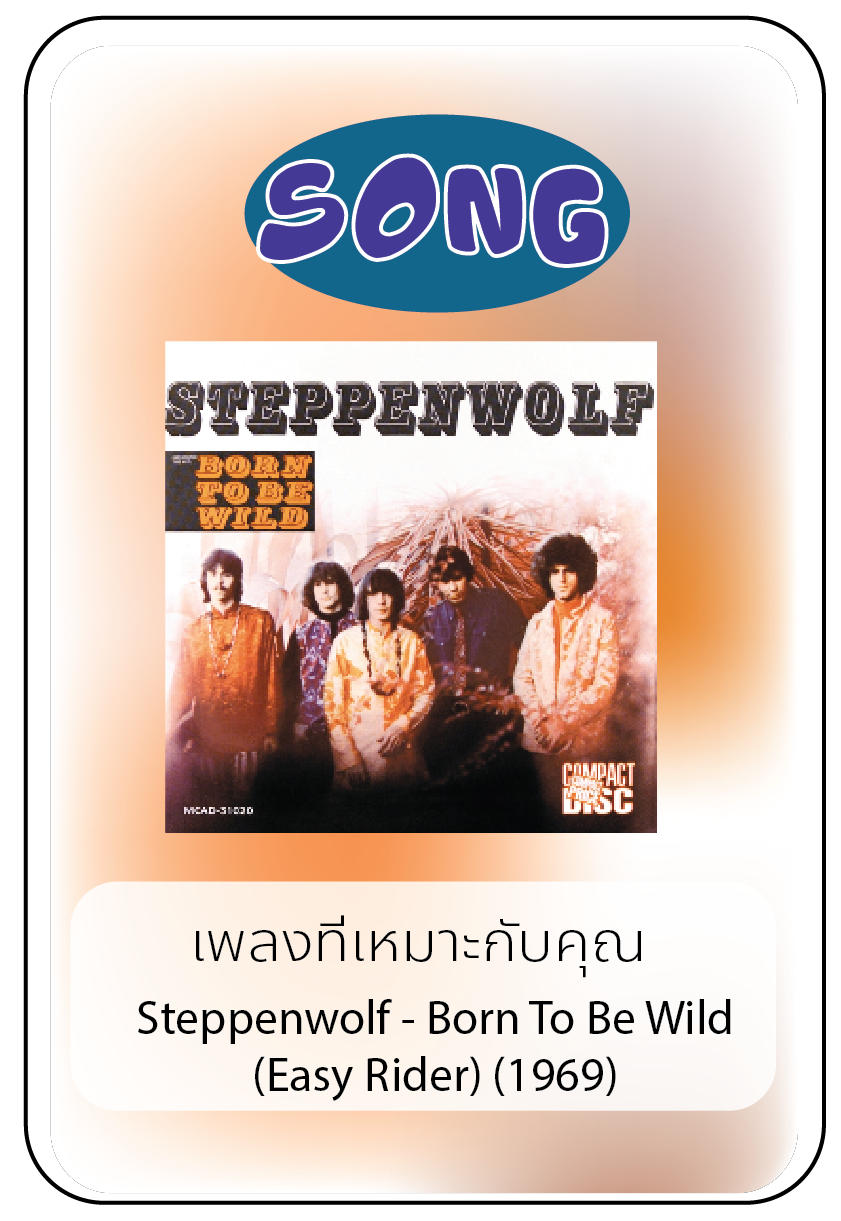 SONG
STEPPENWOLF
BORN
TO BE
WILD
COMPACT
DISC
MCAD-31020
เพลงที่เหมาะกับคุณ
Steppenwolf - Born To Be Wild
(Easy Rider) (1969)